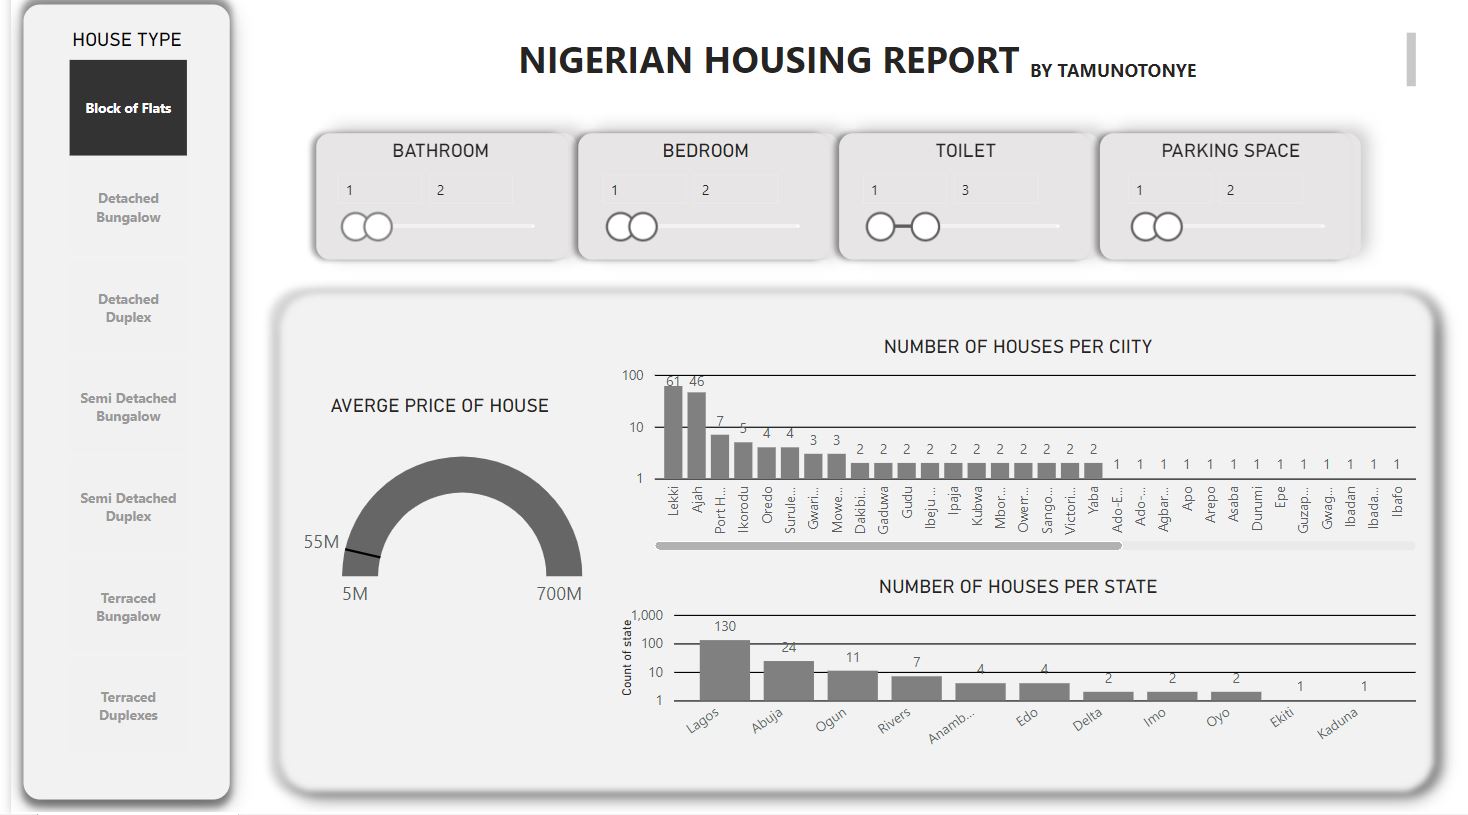 HOUSE TYPE
Block of Flats
Detached
Bungalow
Detached
Duplex
Semi Detached
Bungalow
Semi Detached
Duplex
Terraced
Bungalow
Terraced
Duplexes
NIGERIAN HOUSING REPORT BY TAMUNOTONYE
BATHROOM
1 2
BEDROOM
1 2
TOILET
1 3
PARKING SPACE
1 2
AVERGE PRICE OF HOUSE
55M
5M 700M
NUMBER OF HOUSES PER CIITY
100
10
1
61 46 7 5 4 4 3 3 2 2 2 2 2 2 2 2 2 2 2 1 1 1 1 1 1 1 1 1 1 1 1 1
Lekki
Ajah
Port H...
Ikorodu
Oredo
Surule...
Gwari...
Mowe...
Dakibi...
Gaduwa
Gudu
Ibeju ...
Ipaja
Kubwa
Mbor...
Owerr...
Sango...
Victori...
Yaba
Ado-E...
Ado-...
Agbar...
Apo
Arepo
Asaba
Durumi
Epe
Guzap...
Gwag...
Ibadan
Ibada...
Ibafo
NUMBER OF HOUSES PER STATE
Count of state
1,000
100
10
1
130 24 11 7 4 4 2 2 2 1 1
Lagos
Abuja
Ogun
Rivers
Anamb...
Edo
Delta
Imo
Oyo
Ekiti
Kaduna